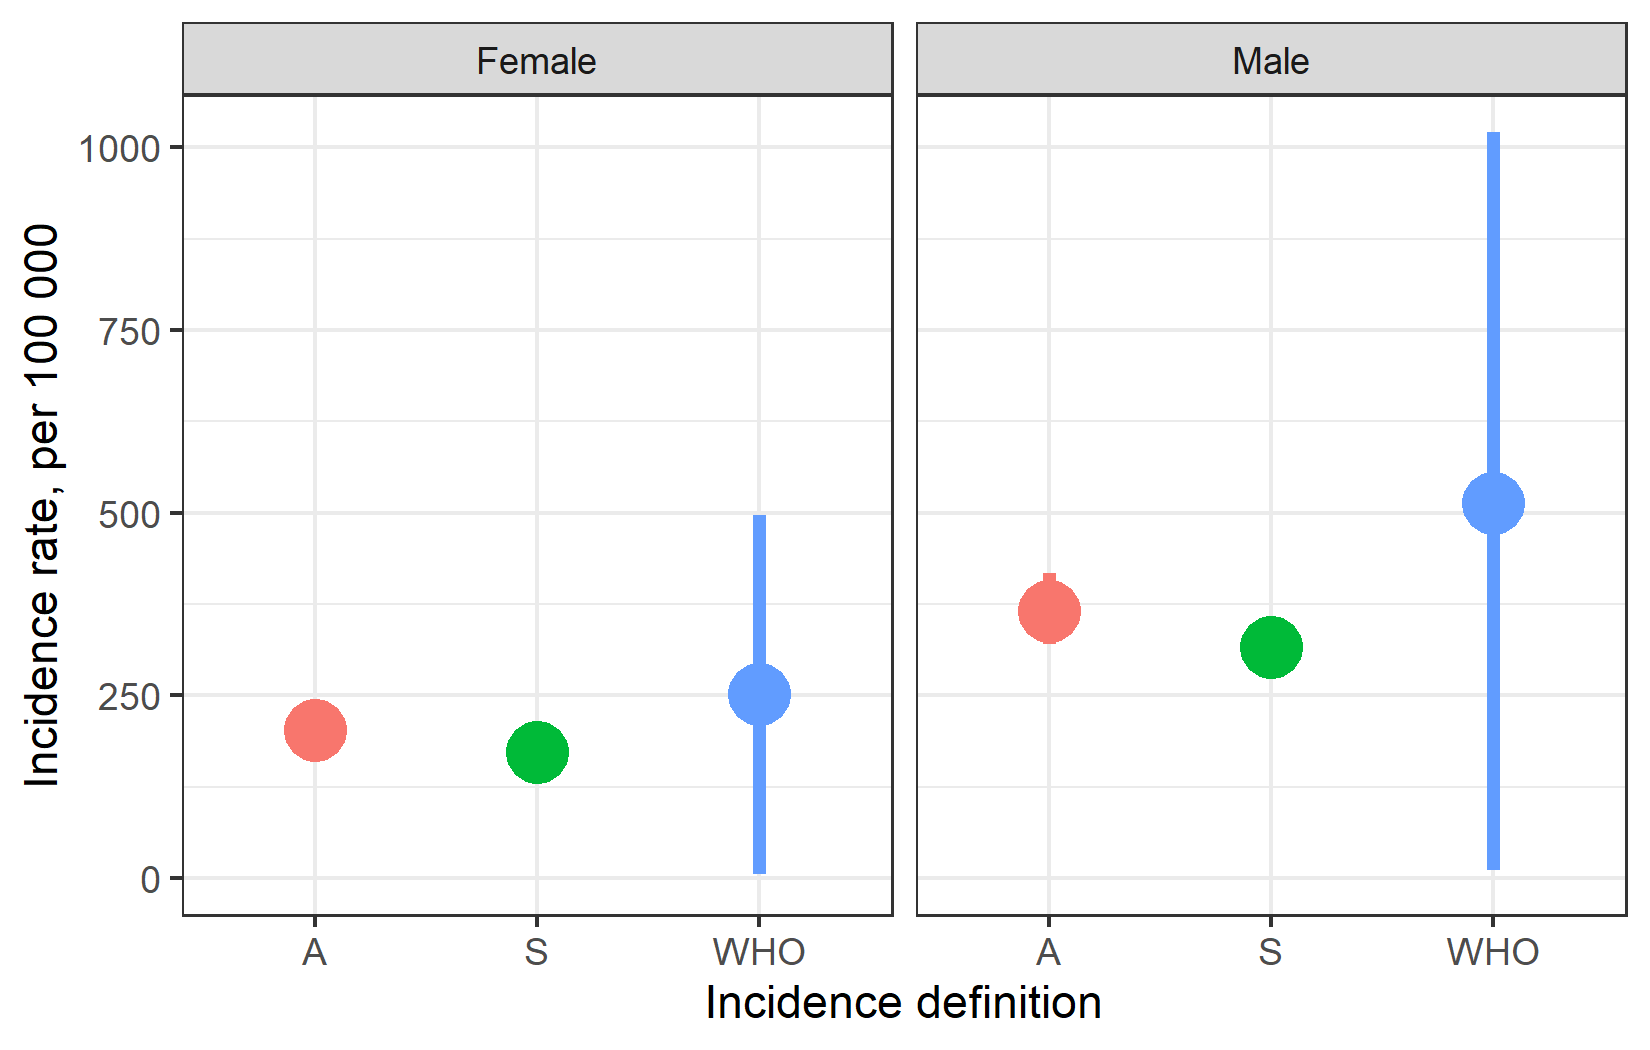 Female
Male
Incidence rate, per 100 000
1000
750
500
250
0
A
S
WHO
A
S
WHO
Incidence definition